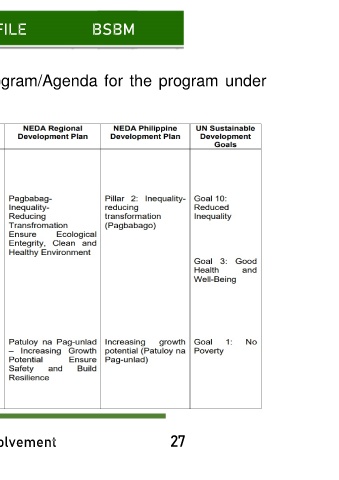 FILE BSBM
ogram/Agenda for the program under
NEDA Regional
Development Plan
NEDA Philippine
Development Plan
UN Sustainable
Development
Goals
Pagbabag-
Inequality-
Reducing
Transfromation
Ensure Ecological
Entegrity, Clean and
Healthy Environment
Pillar 2: Inequality-
reducing
transformation
(Pagbabago)
Goal 10:
Reduced
Inequality
Goal 3: Good
Health and
Well-Being
Patuloy na Pag-unlad
– Increasing Growth
Potential Ensure
Safety and Build
Resilience
Increasing growth
potential (Patuloy na
Pag-unlad)
Goal 1: No
Poverty
olvement 27